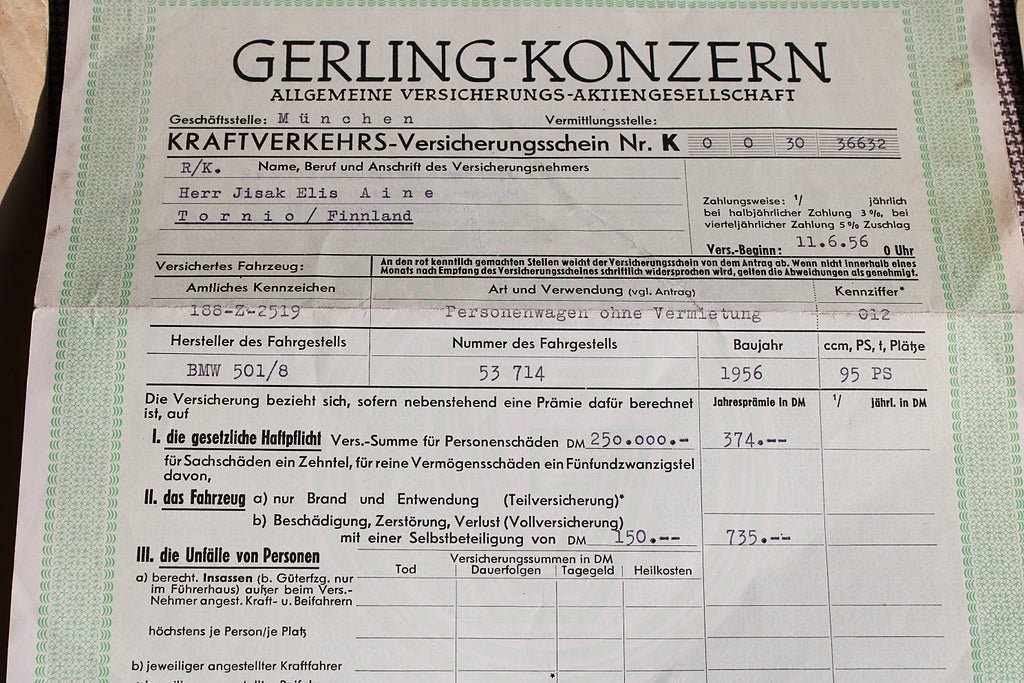 GERLING-KONZERN
ALLGEMEINE VERSICHERUNGS-AKTIENGESELLSCHAFT
Geschäftsstelle: München Vermittlungsstelle:
KRAFTVERKEHRS-Versicherungsschein Nr. K 0 0 30 36632
R/K. Name, Beruf und Anschrift des Versicherungsnehmers
Herr Jisak Elis Aine
Tornio/Finnland
Zahlungsweise: 1/ jährlich
bei halbjährlicher Zahlung 3%, bei
vierteljährlicher Zahlung 5% Zuschlag
Vers.-Beginn: 11.6.56 0 Uhr
Versichertes Fahrzeug:
An den rot kenntlich gemachten Stellen weicht der Versicherungsschein von dem Antrag ab. Wenn nicht innerhalb eines
Monats nach Empfang des Versicherungsscheines schriftlich widersprochen wird, gelten die Abweichungen als genehmigt.
Amtliches Kennzeichen Art und Verwendung (vgl. Antrag) Kennziffer*
188-Z-2519 Personenwagen ohne Vermietung 012
Hersteller des Fahrgestells Nummer des Fahrgestells Baujahr ccm, PS, t, Plätze
BMW 501/8 53 714 1956 95 PS
Die Versicherung bezieht sich, sofern nebenstehend eine Prämie dafür berechnet
ist, auf
Jahresprämie in DM 1/ jährl. in DM
I. die gesetzliche Haftpflicht Vers.-Summe für Personenschäden DM 250.000.- 374.--
für Sachschäden ein Zehntel, für reine Vermögensschäden ein Fünfundzwanzigstel
davon,
II. das Fahrzeug a) nur Brand und Entwendung (Teilversicherung)*
b) Beschädigung, Zerstörung, Verlust (Vollversicherung)
mit einer Selbstbeteiligung von DM 150.-- 735.--
III. die Unfälle von Personen
Versicherungssummen in DM
Tod Dauerfolgen Tagegeld Heilkosten
a) berecht. Insassen (b. Güterfzg. nur
im Führerhaus) außer beim Vers.-
Nehmer angest. Kraft- u. Beifahrern
höchstens je Person/je Platz
b) jeweiliger angestellter Kraftfahrer